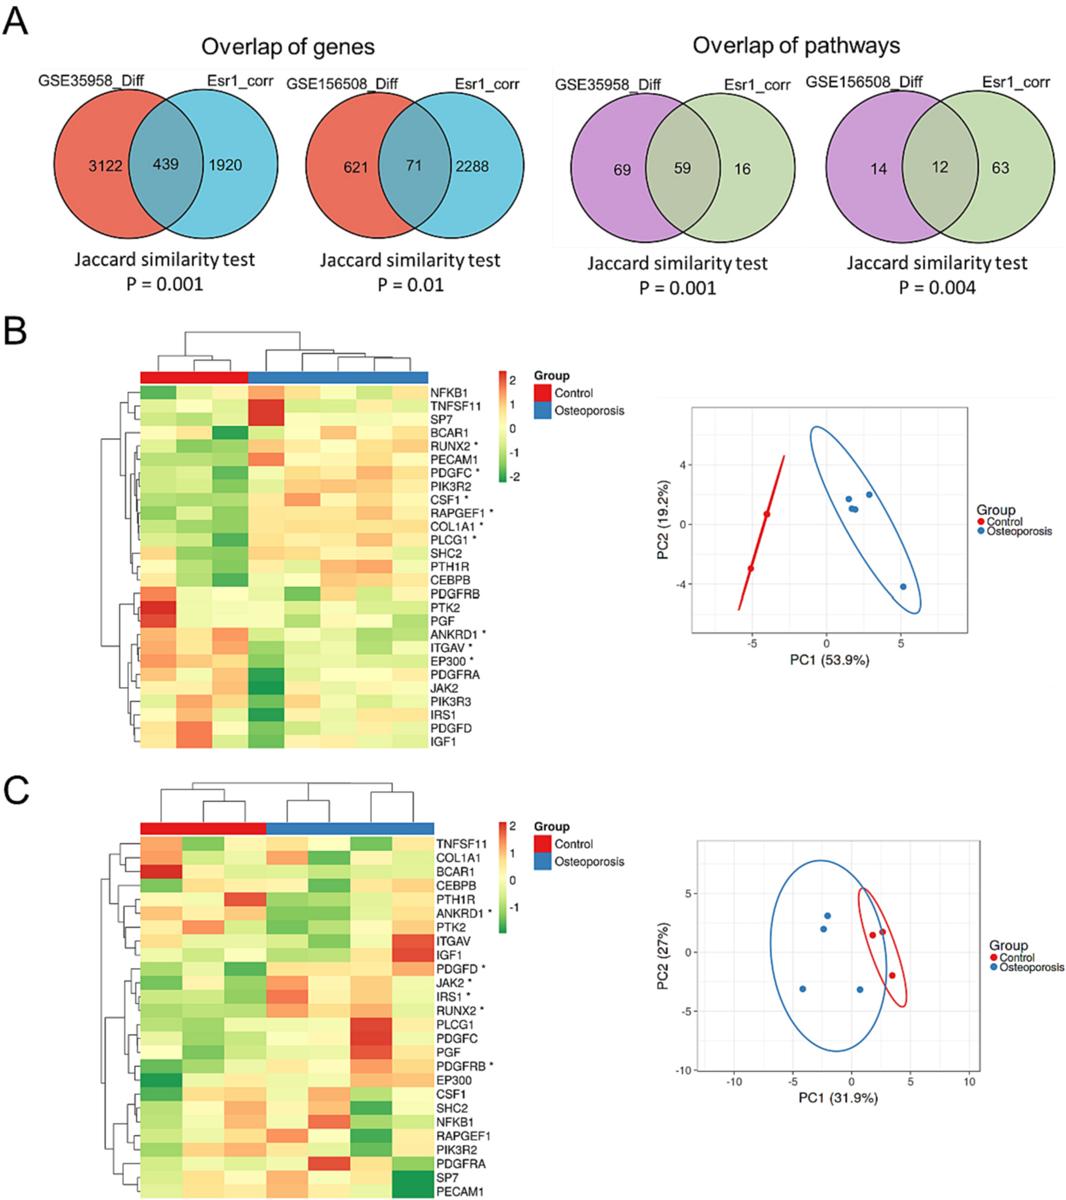 A
Overlap of genes
Overlap of pathways
GSE35958_Diff
Esr1_corr
GSE156508_Diff
Esr1_corr
GSE35958_Diff
Esr1_corr
GSE156508_Diff
Esr1_corr
3122
439
1920
621
71
2288
69
59
16
14
12
63
Jaccard similarity test
P = 0.001
Jaccard similarity test
P = 0.01
Jaccard similarity test
P = 0.001
Jaccard similarity test
P = 0.004
B
NFKB1
TNFSF11
SP7
BCAR1
RUNX2 *
PECAM1
PDGFC *
PIK3R2
CSF1 *
RAPGEF1 *
COL1A1 *
PLCG1 *
SHC2
PTH1R
CEBPB
PDGFRB
PTK2
PGF
ANKRD1 *
ITGAV *
EP300 *
PDGFRA
JAK2
PIK3R3
IRS1
PDGFD
IGF1
2
1
0
-1
-2
Group
Control
Osteoporosis
4
0
-4
PC2 (19.2%)
-5
0
5
PC1 (53.9%)
Group
Control
Osteoporosis
C
TNFSF11
COL1A1
BCAR1
CEBPB
PTH1R
ANKRD1 *
PTK2
ITGAV
IGF1
PDGFD *
JAK2 *
IRS1 *
RUNX2 *
PLCG1
PDGFC
PGF
PDGFRB *
EP300
CSF1
SHC2
NFKB1
RAPGEF1
PIK3R2
PDGFRA
SP7
PECAM1
2
1
0
-1
Group
Control
Osteoporosis
5
0
-5
-10
PC2 (27%)
-10
-5
0
5
10
PC1 (31.9%)
Group
Control
Osteoporosis